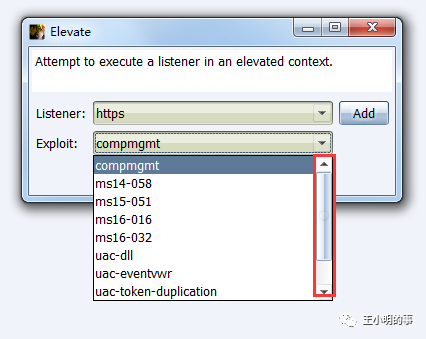 Elevate
Attempt to execute a listener in an elevated context.
Listener: https Add
Exploit: compmgmt
compmgmt
ms14-058
ms15-051
ms16-016
ms16-032
uac-dll
uac-eventvwr
uac-token-duplication
王小明的事